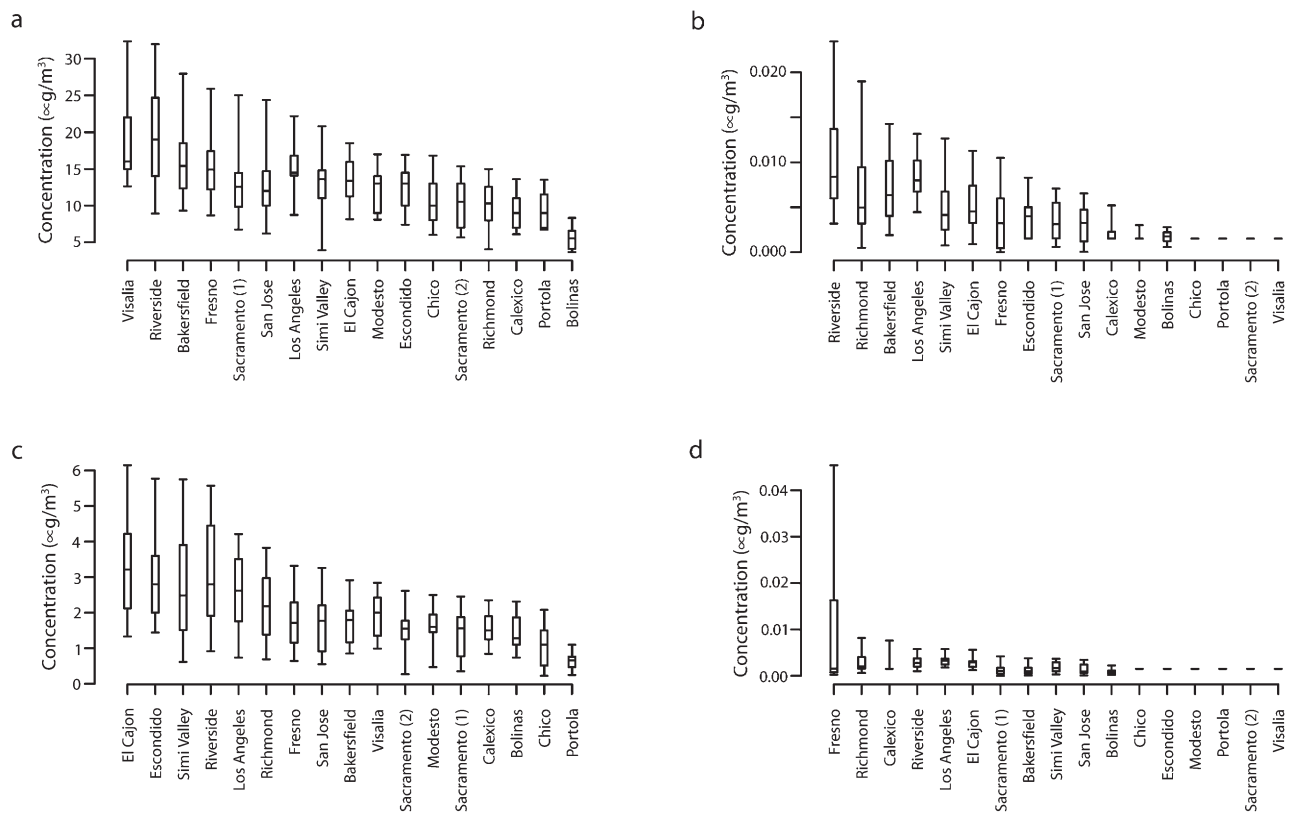 a
Concentration (∝g/m³)
30
25
20
15
10
5
Visalia
Riverside
Bakersfield
Fresno
Sacramento (1)
San Jose
Los Angeles
Simi Valley
El Cajon
Modesto
Escondido
Chico
Sacramento (2)
Richmond
Calexico
Portola
Bolinas
b
Concentration (∝g/m³)
0.020
0.010
0.000
Riverside
Richmond
Bakersfield
Los Angeles
Simi Valley
El Cajon
Fresno
Escondido
Sacramento (1)
San Jose
Calexico
Modesto
Bolinas
Chico
Portola
Sacramento (2)
Visalia
c
Concentration (∝g/m³)
6
5
4
3
2
1
0
El Cajon
Escondido
Simi Valley
Riverside
Los Angeles
Richmond
Fresno
San Jose
Bakersfield
Visalia
Sacramento (2)
Modesto
Sacramento (1)
Calexico
Bolinas
Chico
Portola
d
Concentration (∝g/m³)
0.04
0.03
0.02
0.01
0.00
Fresno
Richmond
Calexico
Riverside
Los Angeles
El Cajon
Sacramento (1)
Bakersfield
Simi Valley
San Jose
Bolinas
Chico
Escondido
Modesto
Portola
Sacramento (2)
Visalia